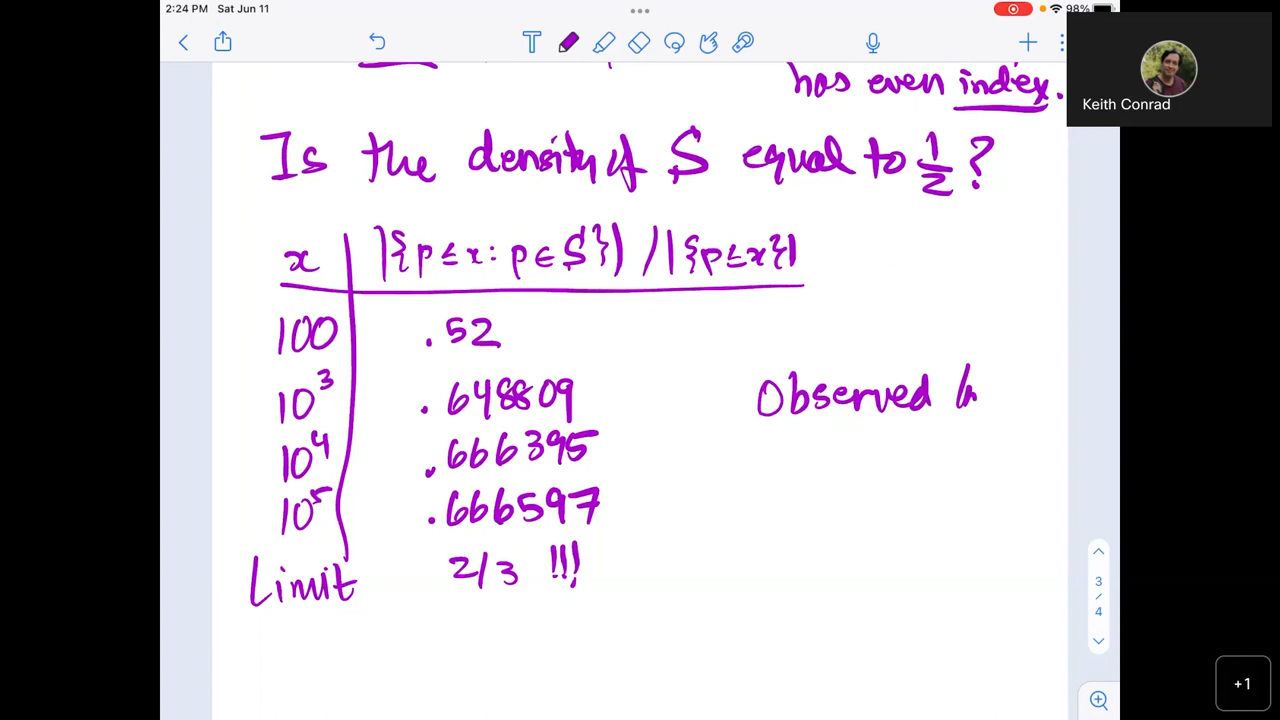 2:24 PM Sat Jun 11
98%
Keith Conrad
has even index.
Is the density of S equal to 1/2?
x |{p≤x: p∈S}| / |{p≤x}|
100 .52
10^3 .648809
Observed
10^4 .666395
10^5 .666597
Limit 2/3 !!!
3
/
4
+1